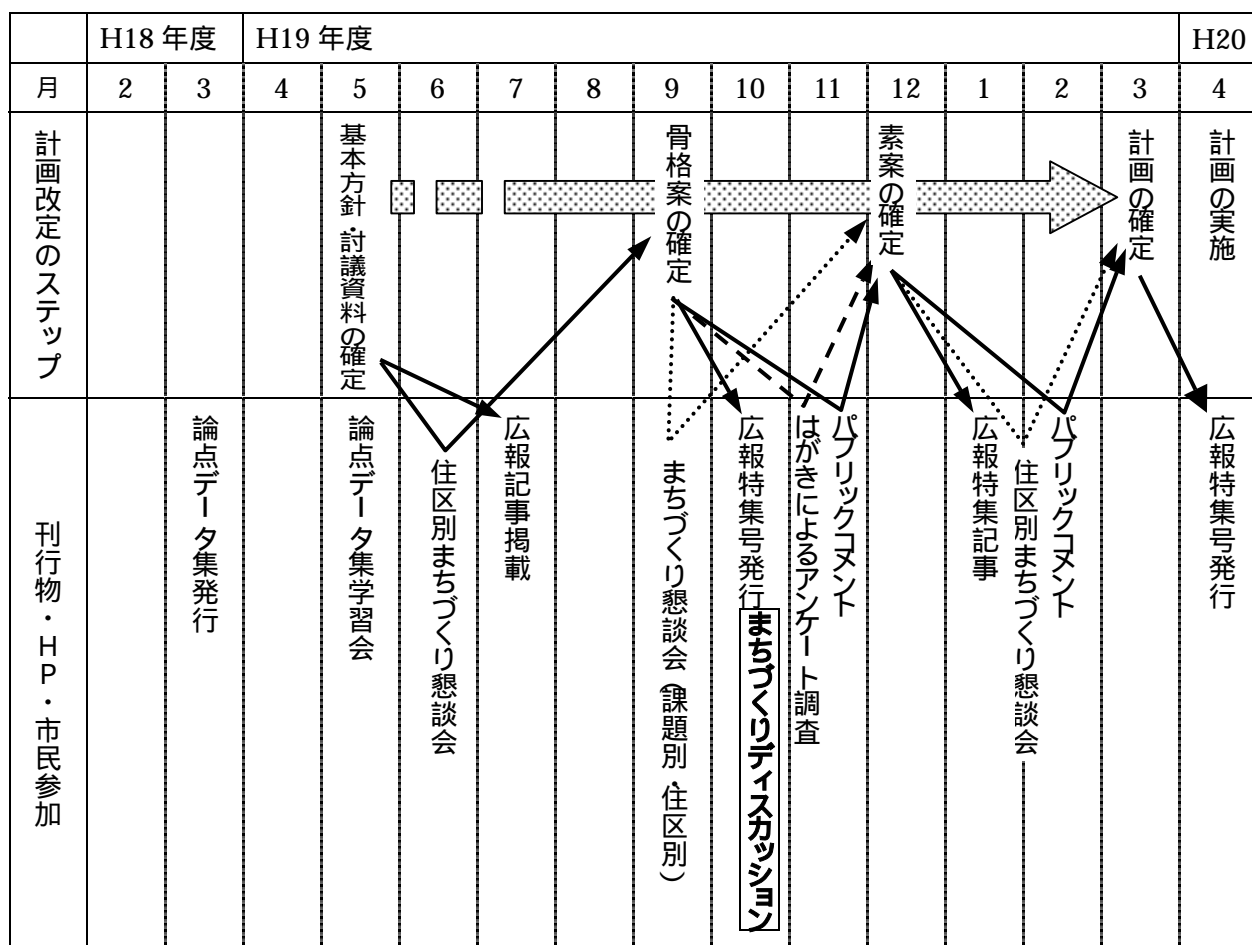 H18 年度
H19 年度
H20
月
2
3
4
5
6
7
8
9
10
11
12
1
2
3
4
計画改定のステップ
基本方針・討議資料の確定
骨格案の確定
素案の確定
計画の確定
計画の実施
刊行物・HP・市民参加
論点データ集発行
論点データ集学習会
住区別まちづくり懇談会
広報記事掲載
まちづくり懇談会(課題別・住区別)
広報特集号発行
まちづくりディスカッション
はがきによるアンケート調査
パブリックコメント
広報特集記事
住区別まちづくり懇談会
パブリックコメント
広報特集号発行